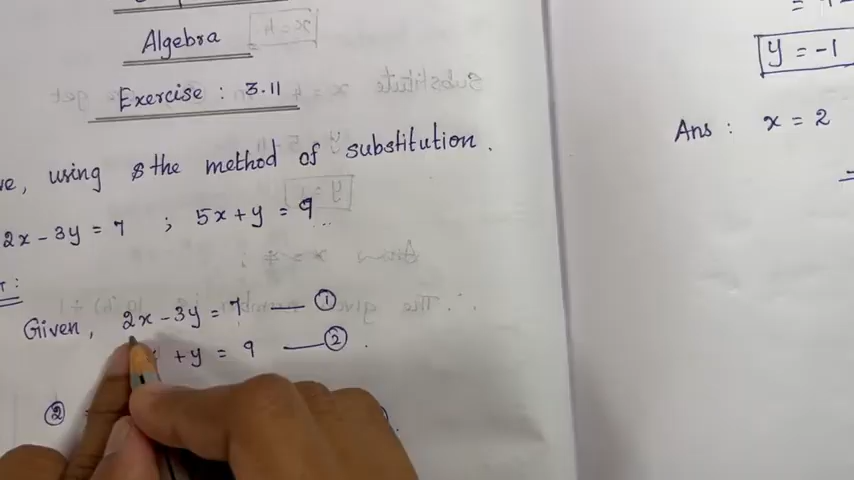 Algebra
Exercise : 3.11
using the method of substitution.
2x - 3y = 7 ; 5x + y = 9
Given, 2x - 3y = 7 — ①
+ y = 9 — ②
②
y = -1
Ans : x = 2